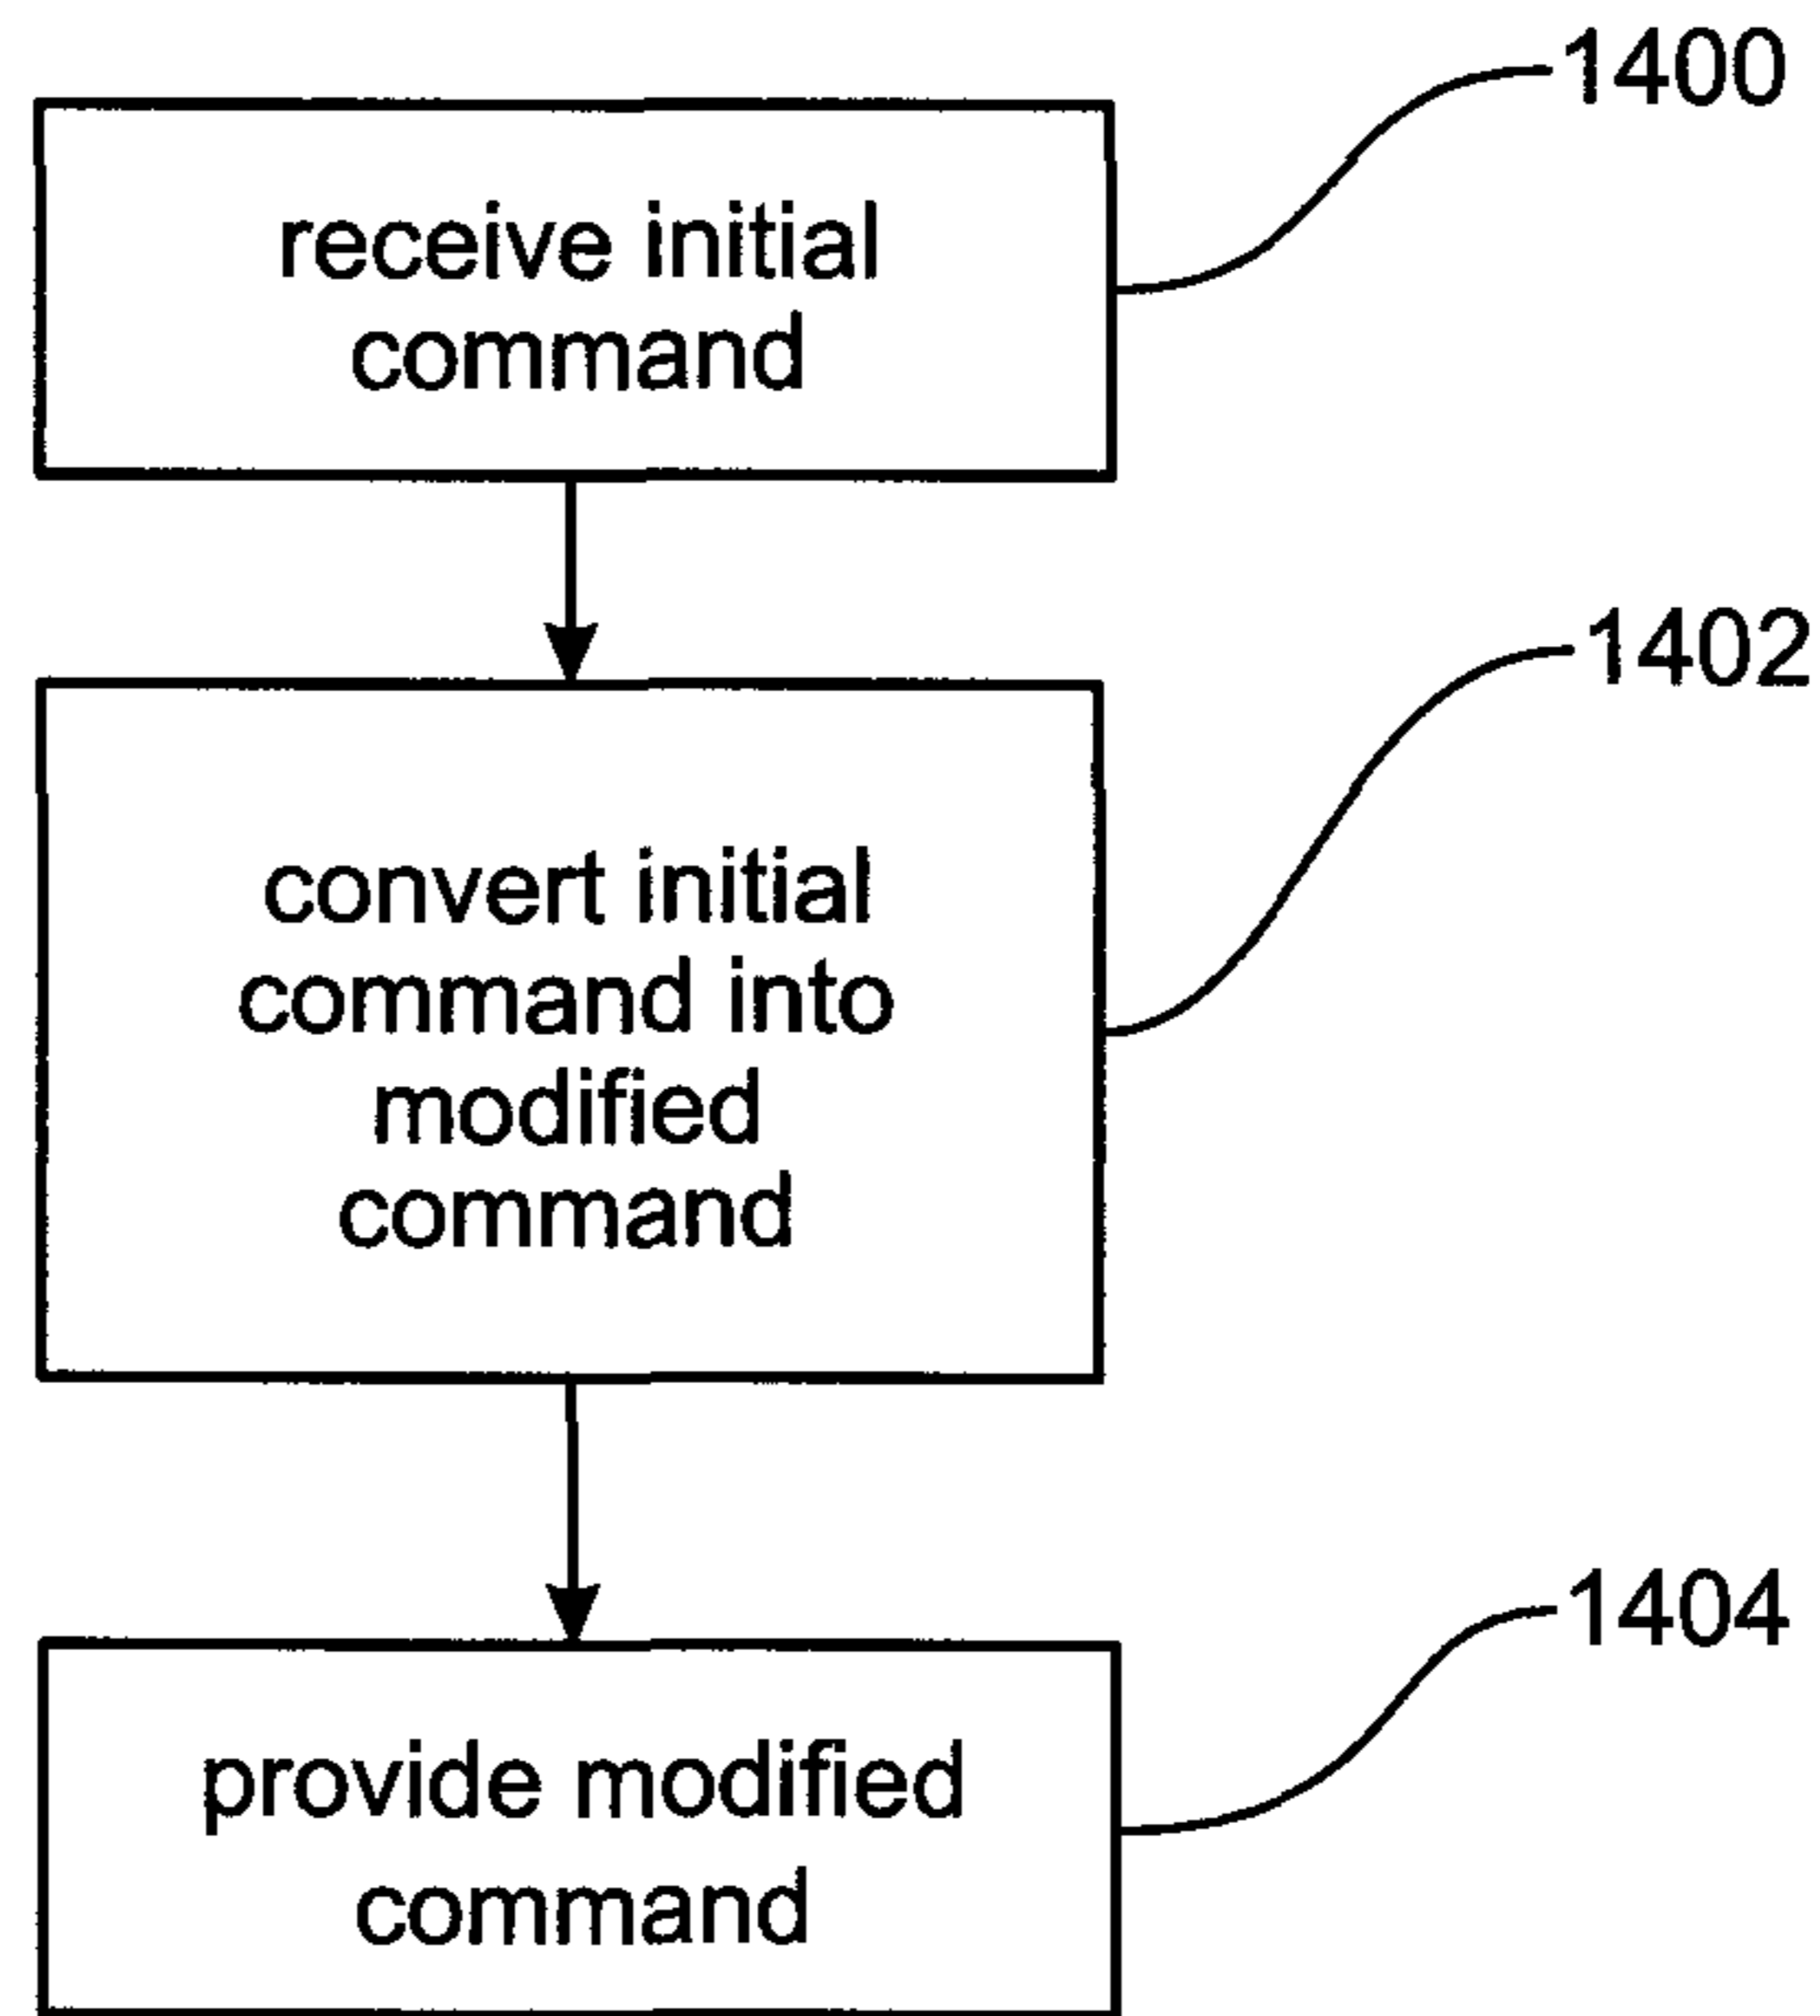 1400
receive initial
command
1402
convert initial
command into
modified
command
1404
provide modified
command